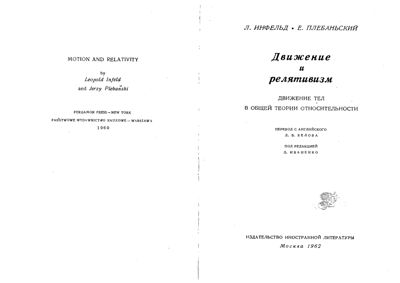 MOTION AND RELATIVITY
by
Leopold Infeld
and Jerzy Plebański
PERGAMON PRESS – NEW YORK
PAŃSTWOWE WYDAWNICTWO NAUKOWE – WARSZAWA
1960
Л. ИНФЕЛЬД • Е. ПЛЕБАНЬСКИЙ
Движение
и
релятивизм
ДВИЖЕНИЕ ТЕЛ
В ОБЩЕЙ ТЕОРИИ ОТНОСИТЕЛЬНОСТИ
ПЕРЕВОД С АНГЛИЙСКОГО
БЕЛОВА
ПОД РЕДАКЦИЕЙ
Д. ИВАНЕНКО
ИЗДАТЕЛЬСТВО ИНОСТРАННОЙ ЛИТЕРАТУРЫ
Москва 1962